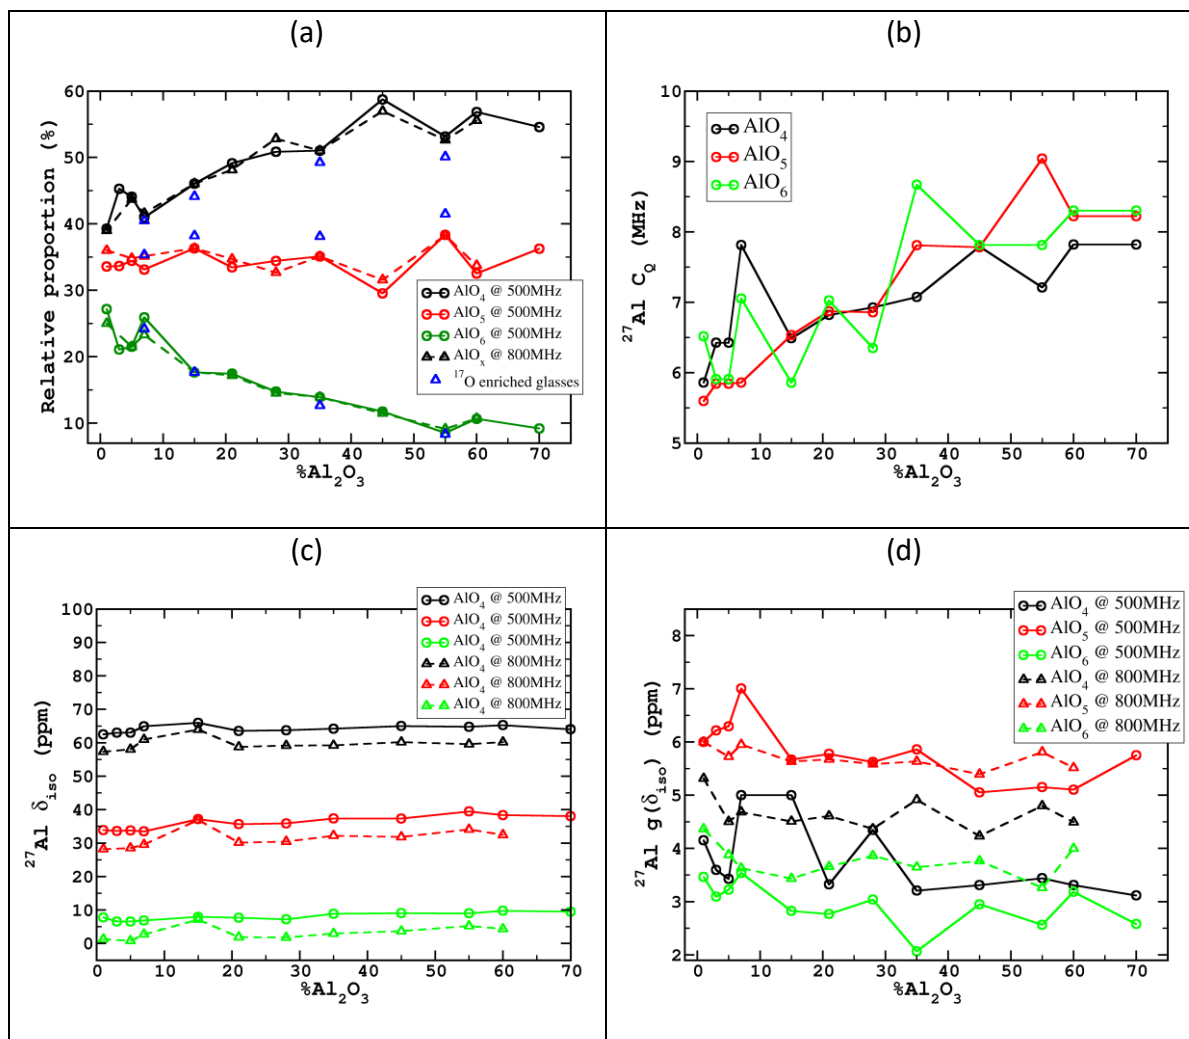 (a)
60
50
40
30
20
10
Relative proportion (%)
AlO4 @ 500MHz
AlO5 @ 500MHz
AlO6 @ 500MHz
AlOx @ 800MHz
17O enriched glasses
0 10 20 30 40 50 60 70
%Al2O3
(b)
10
9
8
7
6
5
27Al CQ (MHz)
AlO4
AlO5
AlO6
0 10 20 30 40 50 60 70
%Al2O3
(c)
100
90
80
70
60
50
40
30
20
10
0
27Al δiso (ppm)
AlO4 @ 500MHz
AlO4 @ 500MHz
AlO4 @ 500MHz
AlO4 @ 800MHz
AlO4 @ 800MHz
AlO4 @ 800MHz
0 10 20 30 40 50 60 70
%Al2O3
(d)
8
7
6
5
4
3
2
27Al g(δiso) (ppm)
AlO4 @ 500MHz
AlO5 @ 500MHz
AlO6 @ 500MHz
AlO4 @ 800MHz
AlO5 @ 800MHz
AlO6 @ 800MHz
0 10 20 30 40 50 60 70
%Al2O3